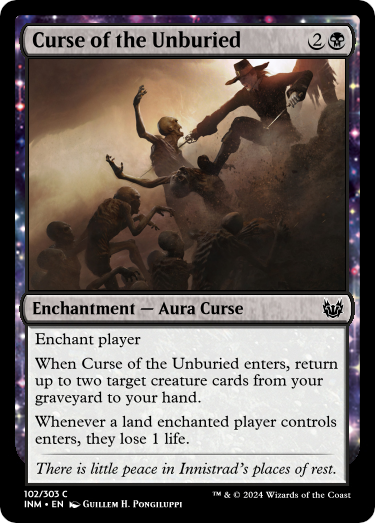 Curse of the Unburied 2
Enchantment — Aura Curse
Enchant player
When Curse of the Unburied enters, return
up to two target creature cards from your
graveyard to your hand.
Whenever a land enchanted player controls
enters, they lose 1 life.
There is little peace in Innistrad's places of rest.
102/303 C
INM • EN Guillem H. Pongiluppi ™ & © 2024 Wizards of the Coast